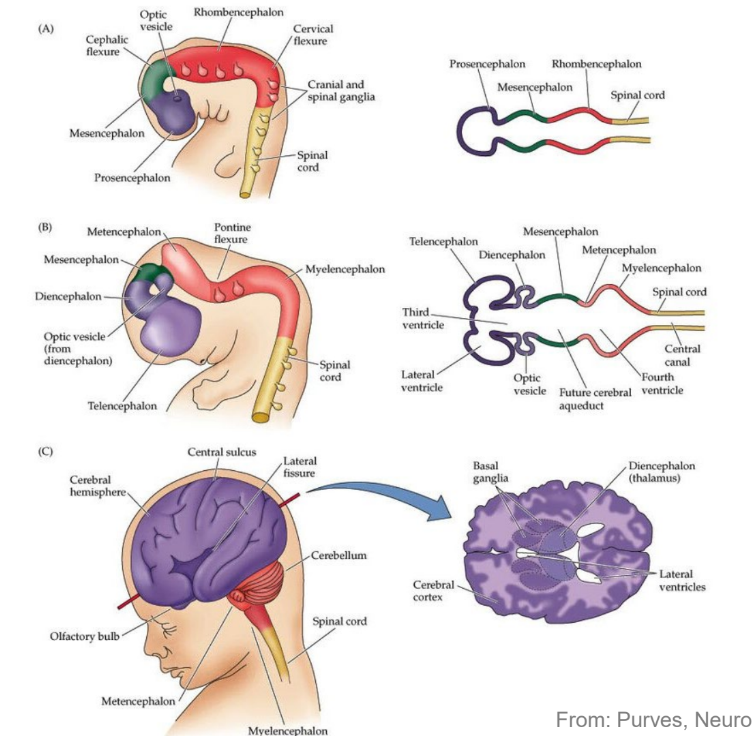 (A)
Optic
vesicle
Rhombencephalon
Cephalic
flexure
Cervical
flexure
Cranial and
spinal ganglia
Mesencephalon
Spinal
cord
Prosencephalon
Prosencephalon
Rhombencephalon
Mesencephalon
Spinal cord
(B)
Metencephalon
Pontine
flexure
Mesencephalon
Myelencephalon
Diencephalon
Optic vesicle
(from
diencephalon)
Spinal
cord
Telencephalon
Telencephalon
Mesencephalon
Diencephalon
Metencephalon
Myelencephalon
Spinal cord
Third
ventricle
Lateral
ventricle
Optic
vesicle
Future cerebral
aqueduct
Fourth
ventricle
Central
canal
(C)
Central sulcus
Lateral
fissure
Cerebral
hemisphere
Cerebellum
Olfactory bulb
Spinal cord
Metencephalon
Myelencephalon
Basal
ganglia
Diencephalon
(thalamus)
Cerebral
cortex
Lateral
ventricles
From: Purves, Neuro